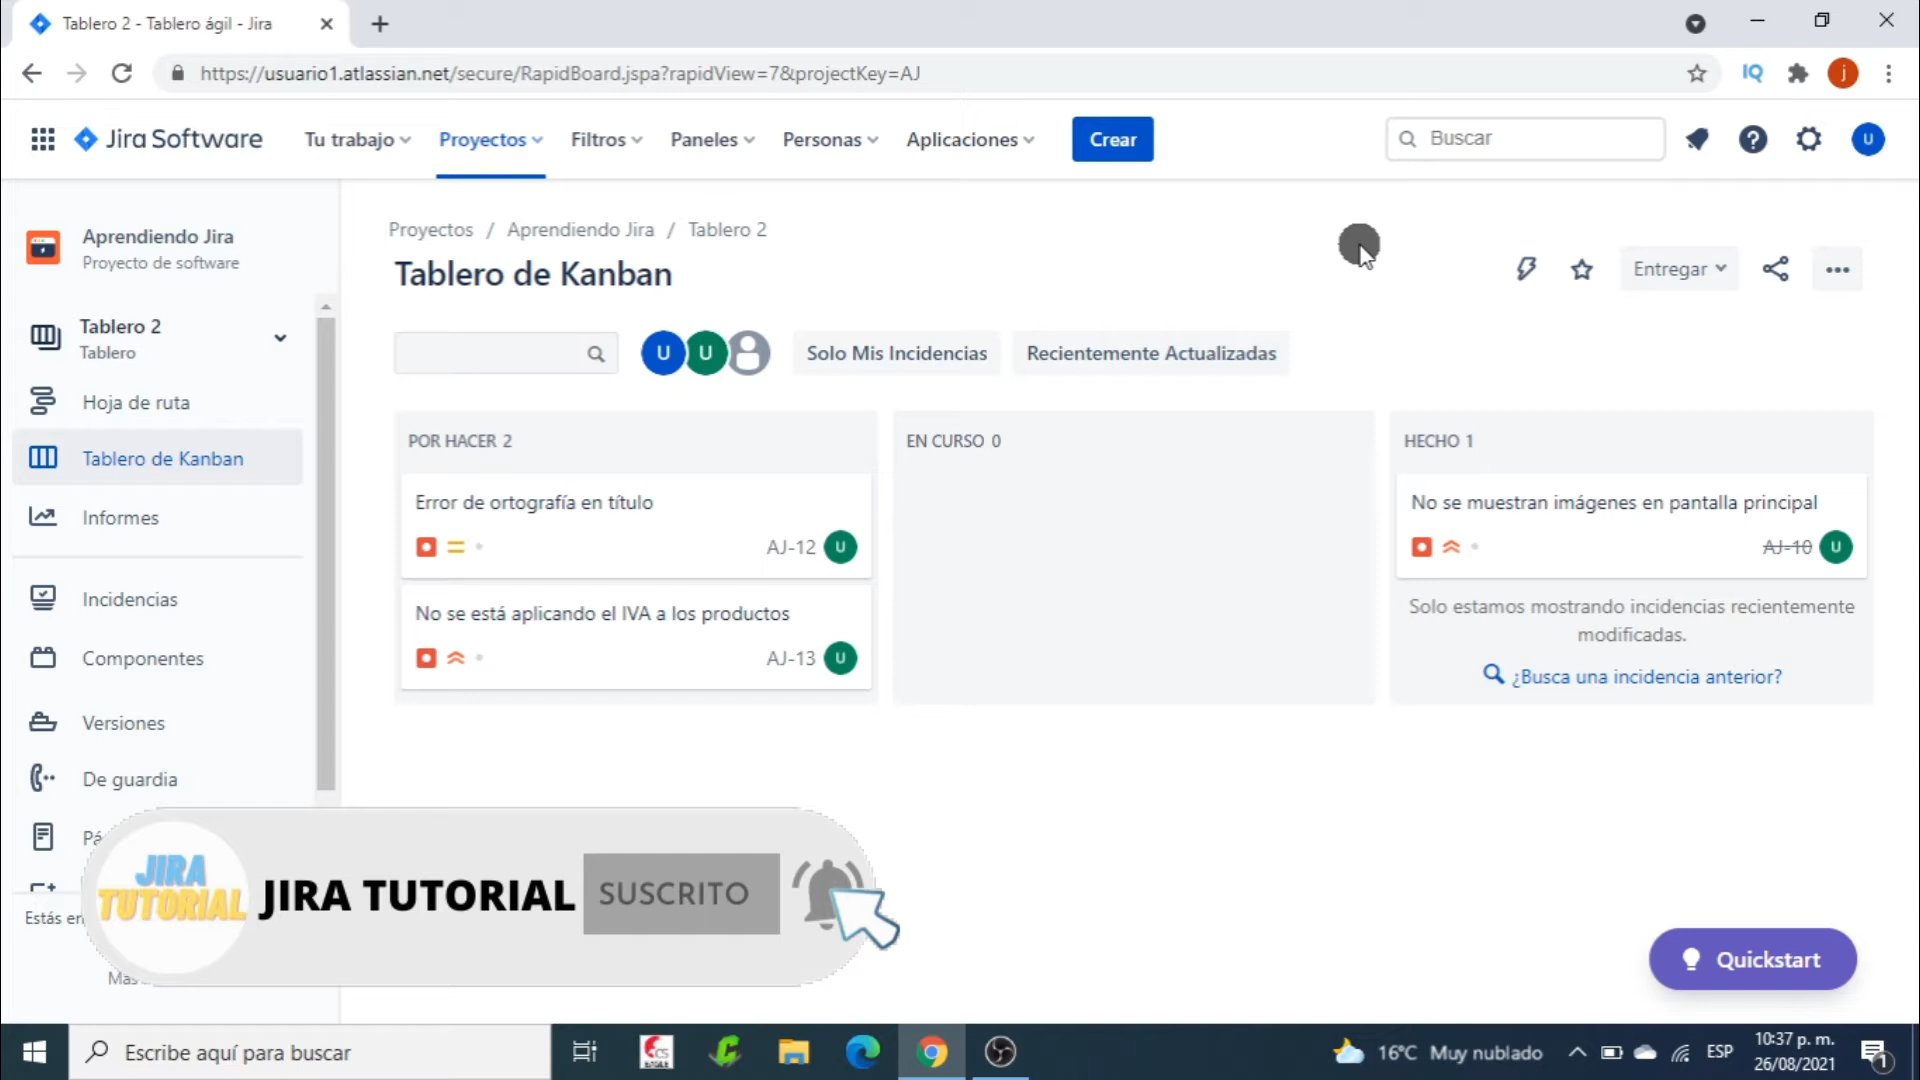 Tablero 2 - Tablero ágil - Jira
https://usuario1.atlassian.net/secure/RapidBoard.jspa?rapidView=7&projectKey=AJ
IQ
j
Jira Software
Tu trabajo
Proyectos
Filtros
Paneles
Personas
Aplicaciones
Crear
Buscar
U
Aprendiendo Jira
Proyecto de software
Tablero 2
Tablero
Hoja de ruta
Tablero de Kanban
Informes
Incidencias
Componentes
Versiones
De guardia
Proyectos / Aprendiendo Jira / Tablero 2
Tablero de Kanban
Entregar
U U
Solo Mis Incidencias
Recientemente Actualizadas
POR HACER 2
Error de ortografía en título
AJ-12 U
No se está aplicando el IVA a los productos
AJ-13 U
EN CURSO 0
HECHO 1
No se muestran imágenes en pantalla principal
AJ-10 U
Solo estamos mostrando incidencias recientemente
modificadas.
¿Busca una incidencia anterior?
Estás en
JIRA
TUTORIAL
JIRA TUTORIAL
SUSCRITO
Quickstart
Escribe aquí para buscar
16°C Muy nublado
ESP
10:37 p. m.
26/08/2021
1